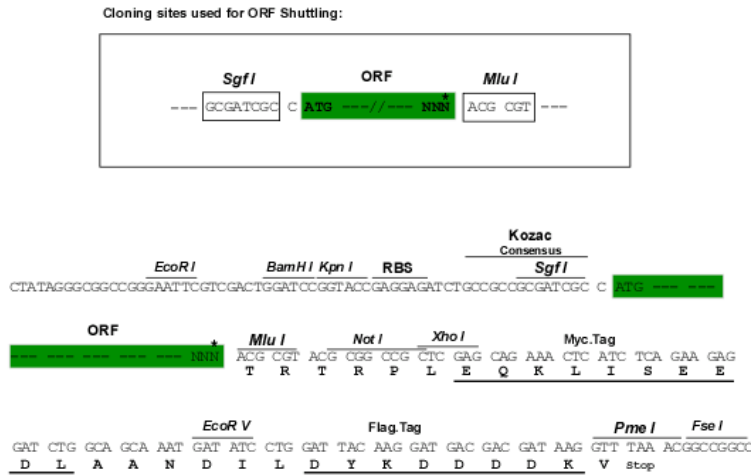 Cloning sites used for ORF Shuttling:
Sgf I ORF Mlu I
--- GCGATCGC C ATG ---//--- NNN* ACG CGT ---
Kozac
Consensus
EcoR I BamH I Kpn I RBS Sgf I
CTATAGGGCGGCCGGGAATTCGTCGACTGGATCCGGTACCGAGGAGATCTGCCGCCGCGATCGC C ATG --- ---
ORF
Mlu I Not I Xho I Myc.Tag
--- --- --- --- --- NNN* ACG CGT ACG CGG CCG CTC GAG CAG AAA CTC ATC TCA GAA GAG
T R T R P L E Q K L I S E E
EcoR V Flag.Tag Pme I Fse I
GAT CTG GCA GCA AAT GAT ATC CTG GAT TAC AAG GAT GAC GAC GAT AAG GTT TAA ACGGCCGGCC
D L A A N D I L D Y K D D D D K V Stop